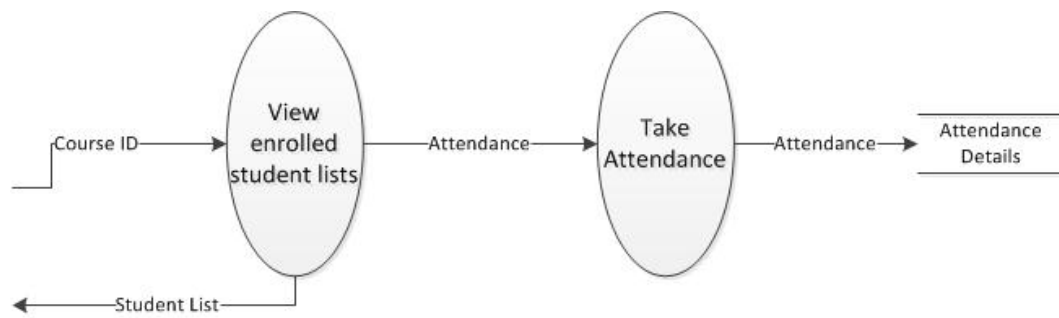 Course ID
View
enrolled
student lists
Attendance
Take
Attendance
Attendance
Attendance
Details
Student List